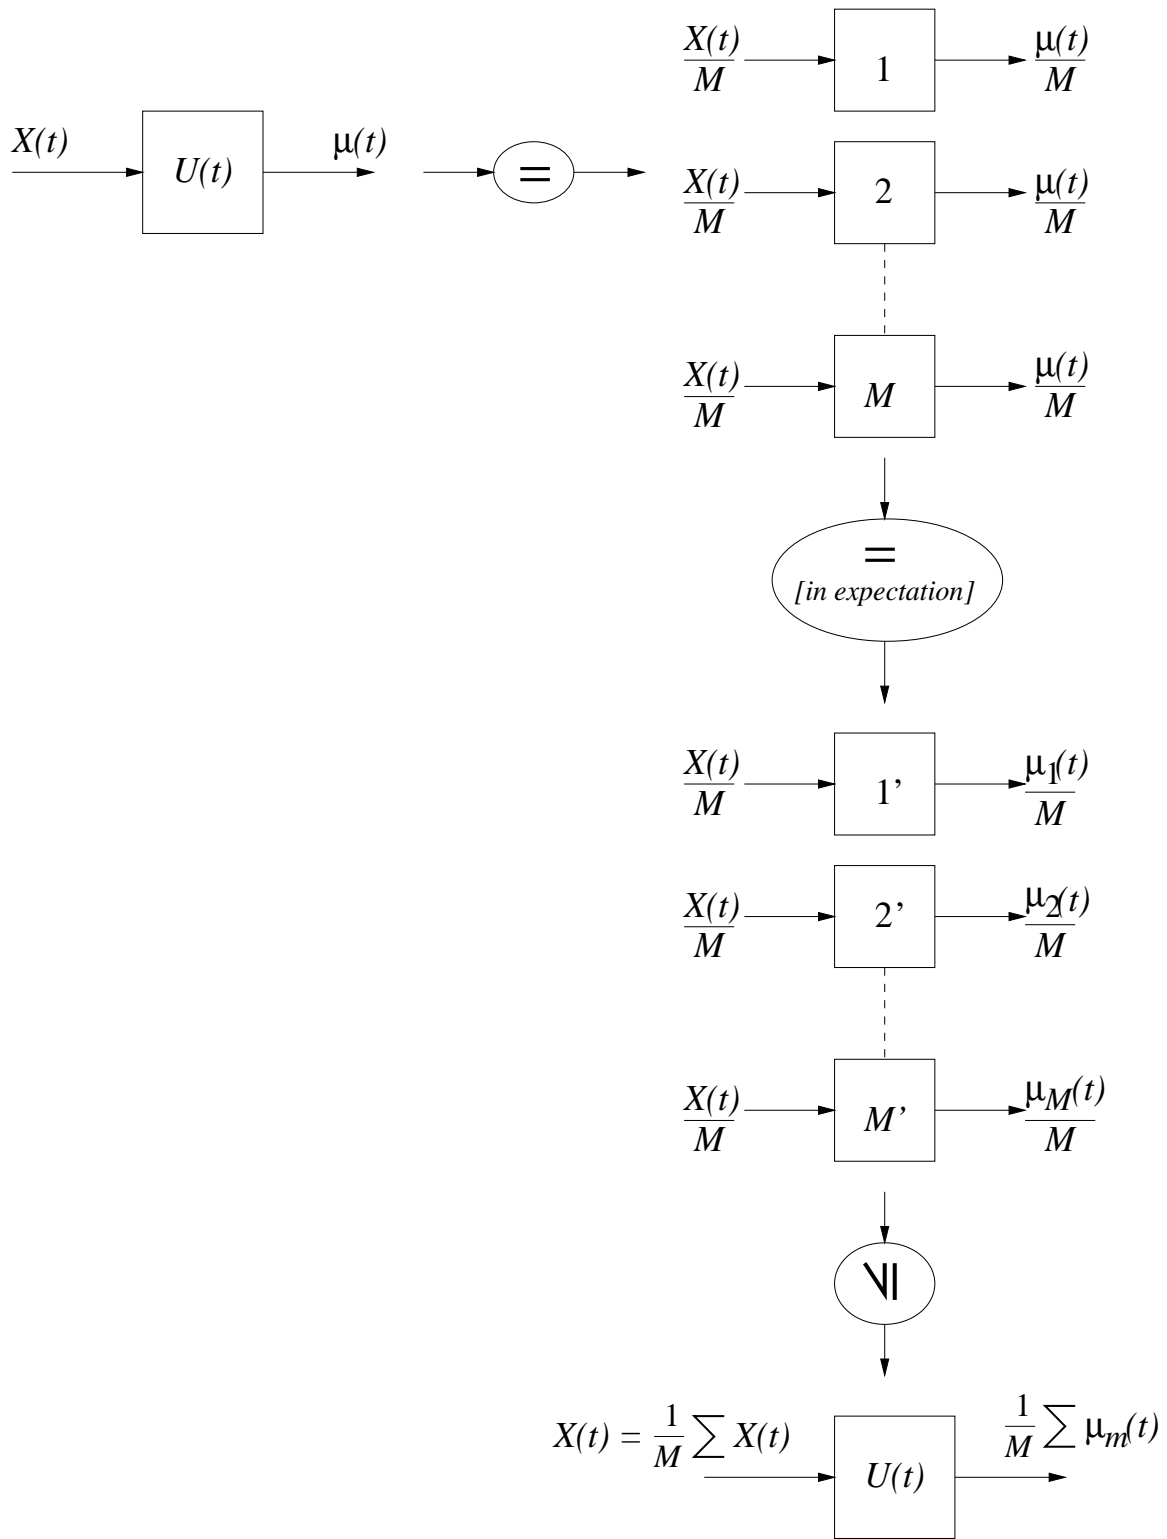 X(t)
U(t)
μ(t)
=
X(t)/M
1
μ(t)/M
X(t)/M
2
μ(t)/M
X(t)/M
M
μ(t)/M
=
[in expectation]
X(t)/M
1’
μ1(t)/M
X(t)/M
2’
μ2(t)/M
X(t)/M
M’
μM(t)/M
\||
X(t) = 1/M ∑ X(t)
U(t)
1/M ∑ μm(t)